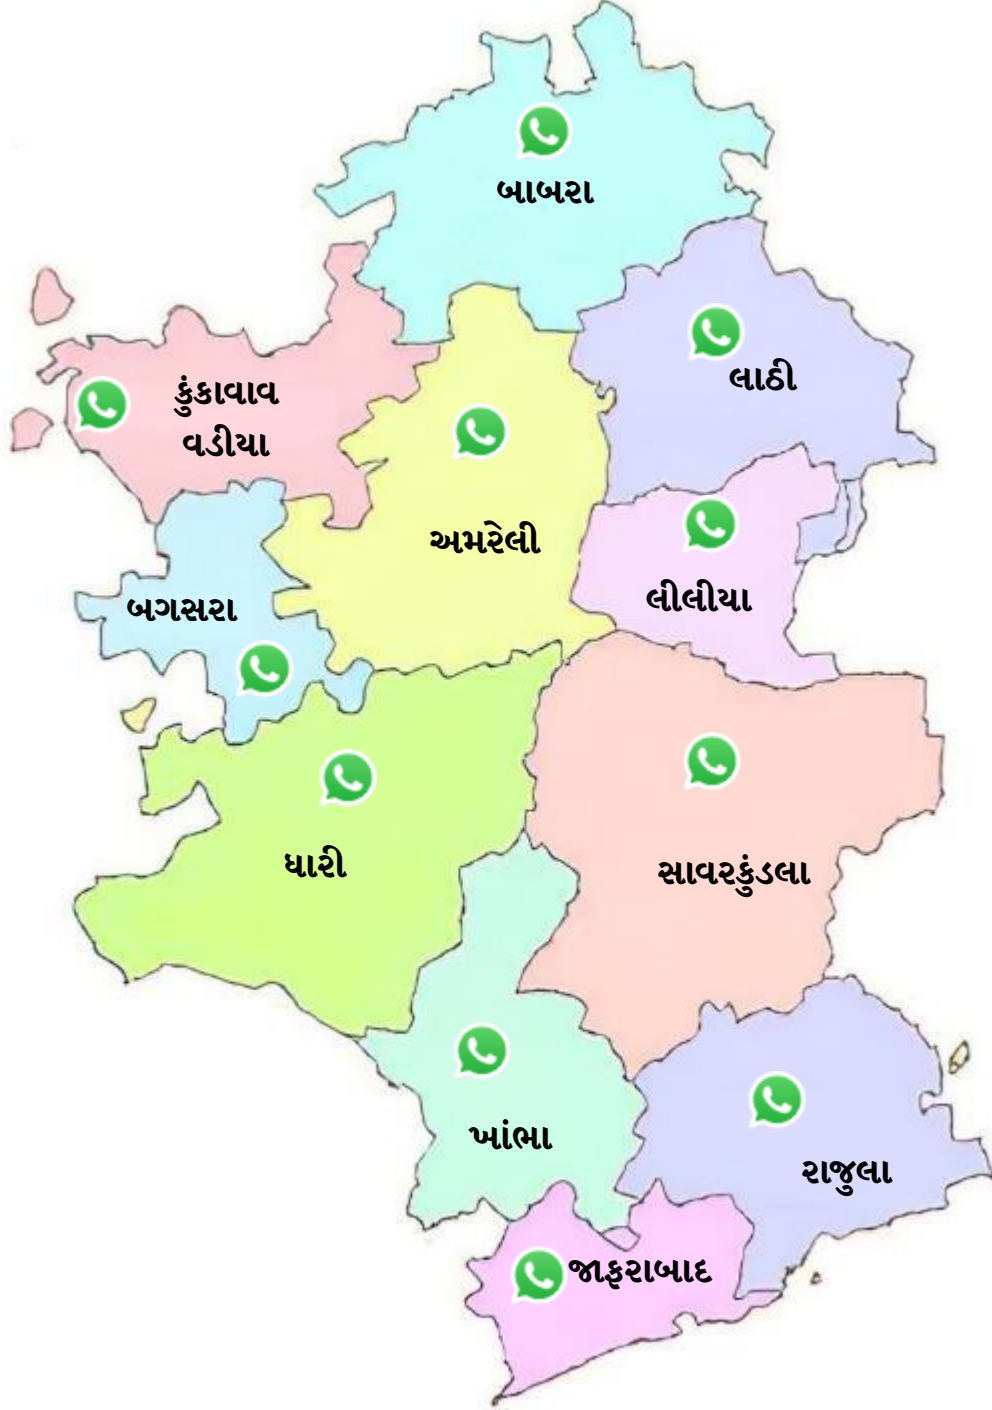 બાબરા
લાઠી
કુંકાવાવ
વડીયા
અમરેલી
લીલીયા
બગસરા
ધારી
સાવરકુંડલા
ખાંભા
રાજુલા
જાફરાબાદ